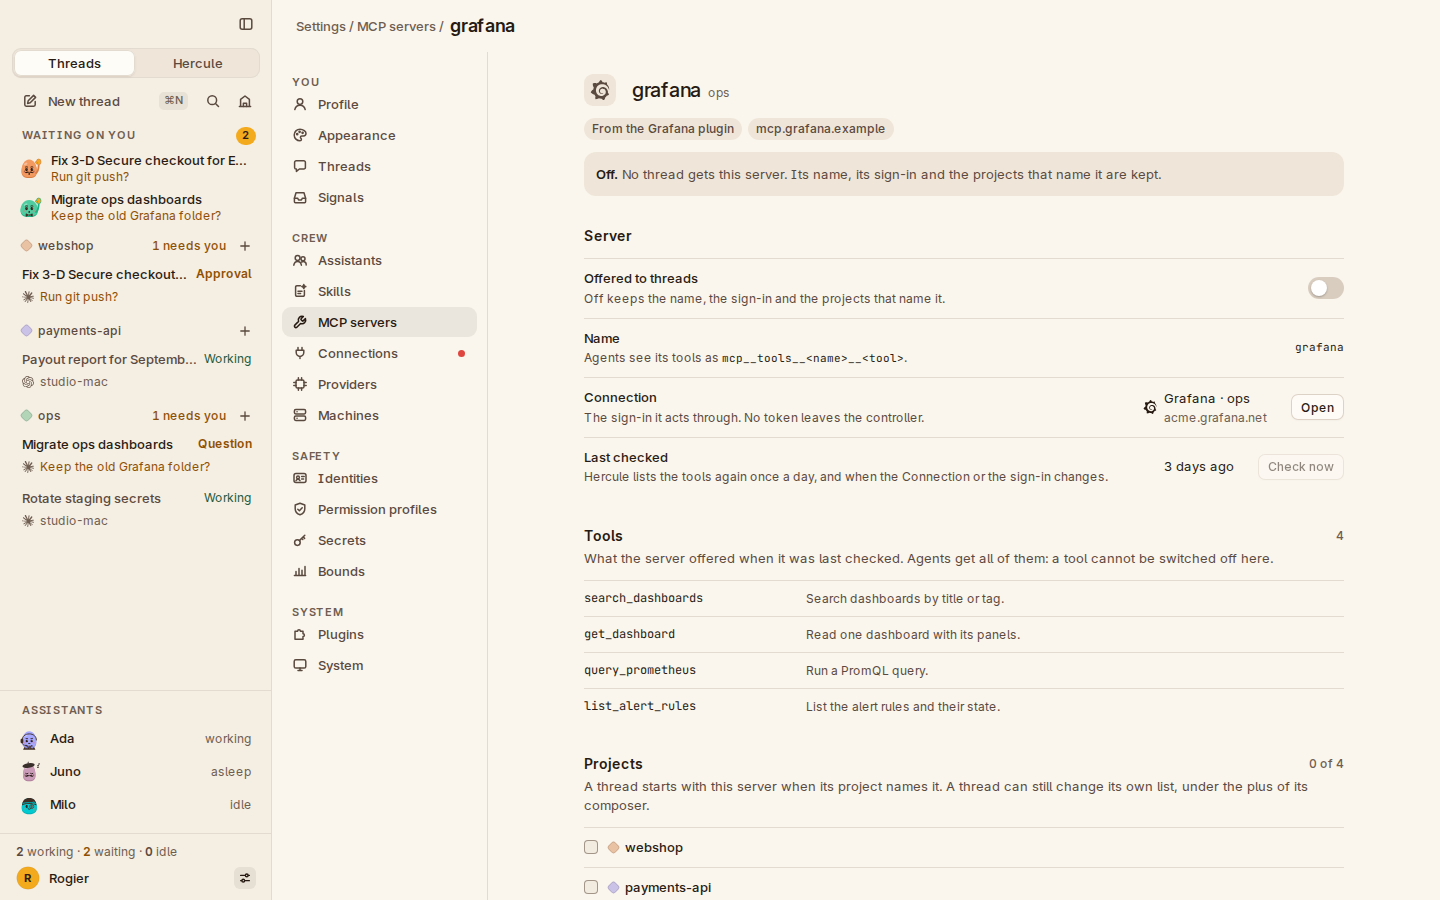 Threads
Hercule
New thread
⌘N
WAITING ON YOU
2
Fix 3-D Secure checkout for E...
Run git push?
Migrate ops dashboards
Keep the old Grafana folder?
webshop
1 needs you
Fix 3-D Secure checkout...
Approval
Run git push?
payments-api
Payout report for Septemb...
Working
studio-mac
ops
1 needs you
Migrate ops dashboards
Question
Keep the old Grafana folder?
Rotate staging secrets
Working
studio-mac
ASSISTANTS
Ada
working
Juno
asleep
Milo
idle
2 working · 2 waiting · 0 idle
R
Rogier
Settings / MCP servers / grafana
YOU
Profile
Appearance
Threads
Signals
CREW
Assistants
Skills
MCP servers
Connections
Providers
Machines
SAFETY
Identities
Permission profiles
Secrets
Bounds
SYSTEM
Plugins
System
grafana ops
From the Grafana plugin
mcp.grafana.example
Off. No thread gets this server. Its name, its sign-in and the projects that name it are kept.
Server
Offered to threads
Off keeps the name, the sign-in and the projects that name it.
Name
Agents see its tools as mcp__tools__<name>__<tool>.
grafana
Connection
The sign-in it acts through. No token leaves the controller.
Grafana · ops
acme.grafana.net
Open
Last checked
Hercule lists the tools again once a day, and when the Connection or the sign-in changes.
3 days ago
Check now
Tools
4
What the server offered when it was last checked. Agents get all of them: a tool cannot be switched off here.
search_dashboards
Search dashboards by title or tag.
get_dashboard
Read one dashboard with its panels.
query_prometheus
Run a PromQL query.
list_alert_rules
List the alert rules and their state.
Projects
0 of 4
A thread starts with this server when its project names it. A thread can still change its own list, under the plus of its
composer.
webshop
payments-api